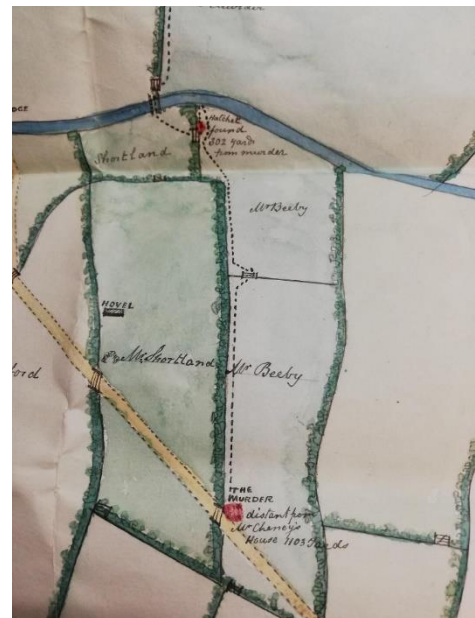 Hatchet
found
302 yards
from murder
Shortland
Mr Beeby
HOVEL
Mr Shortland
Mr Beeby
THE
MURDER
distant from
Mr Cheney's
House 1103 Yards